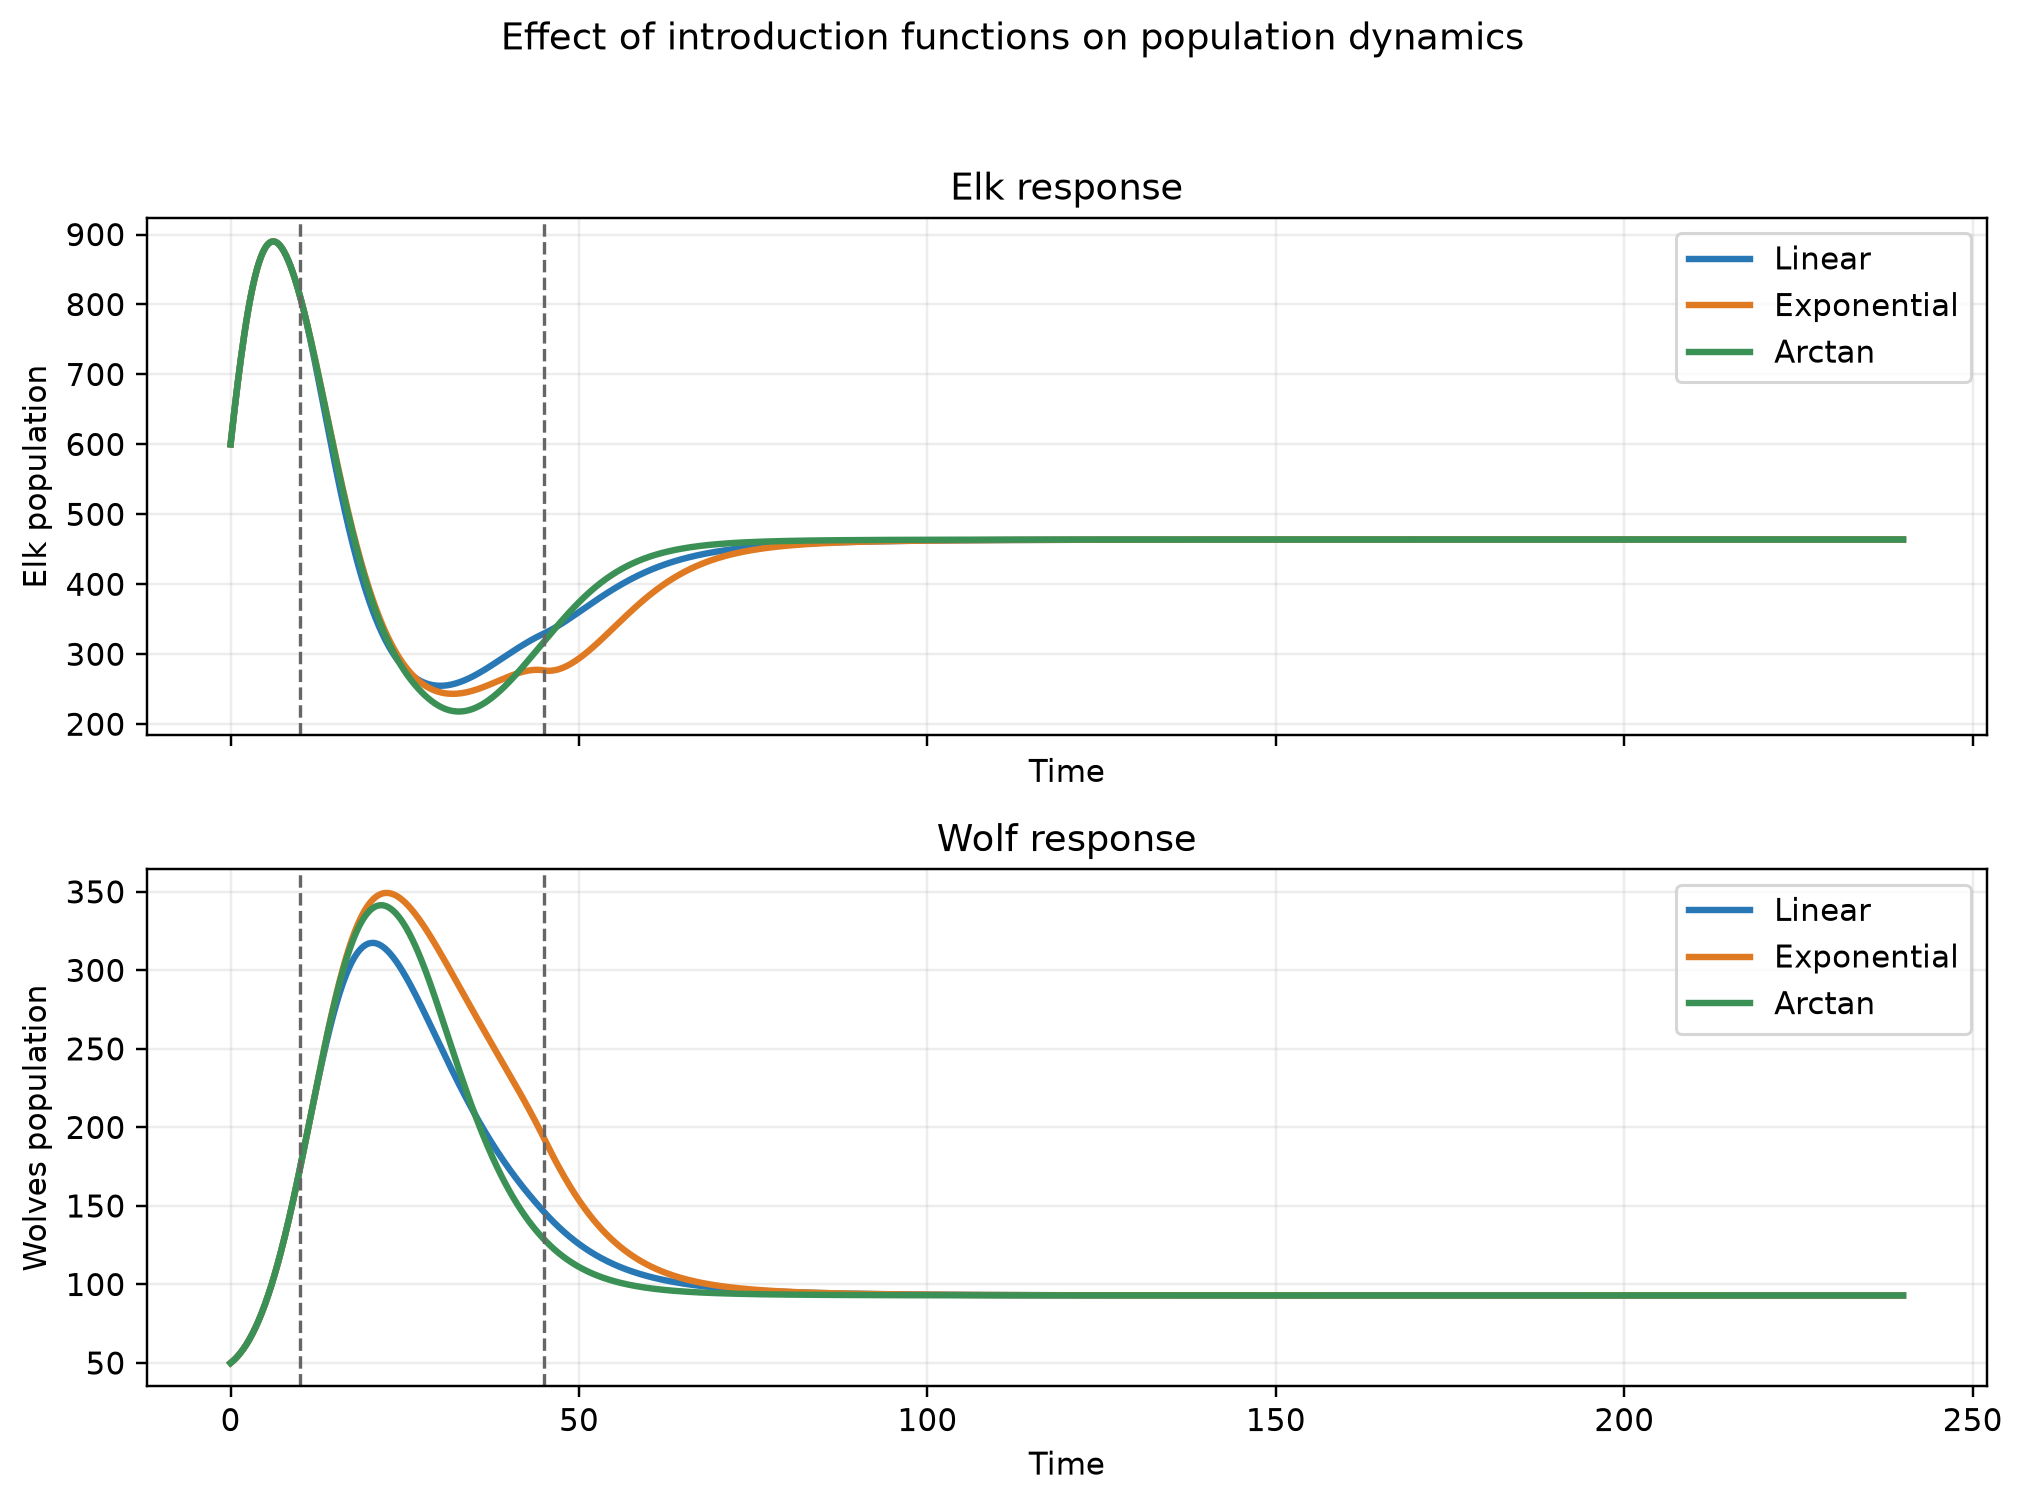 Effect of introduction functions on population dynamics
Elk response
900
800
700
600
500
400
300
200
Elk population
Linear
Exponential
Arctan
Time
Wolf response
350
300
250
200
150
100
50
Wolves population
Linear
Exponential
Arctan
0 50 100 150 200 250
Time